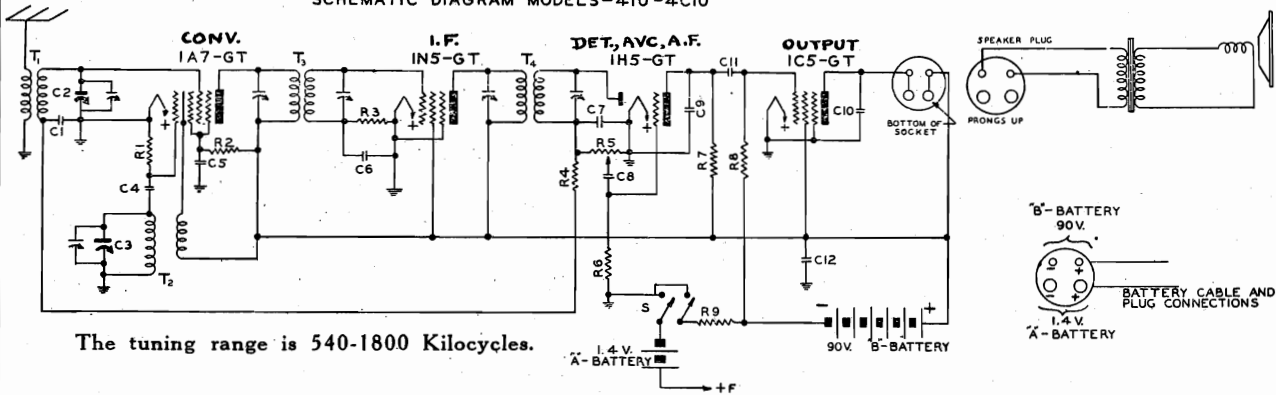 SCHEMATIC DIAGRAM MODELS-410-4C10
CONV.
1A7-GT
I.F.
1N5-GT
DET., AVC, A.F.
1H5-GT
OUTPUT
1C5-GT
SPEAKER PLUG
T1
C2
C1
R1
C4
C3
T2
C5
R2
T3
R3
C6
T4
C7
R5
C8
R4
R6
C9
C11
R7
R8
C10
C12
BOTTOM OF
SOCKET
PRONGS UP
S
R9
+
-
+
90V. "B"-BATTERY
1.4 V.
"A"-BATTERY
+F
"B"-BATTERY
90V.
- +
- +
1.4 V.
"A"-BATTERY
BATTERY CABLE AND
PLUG CONNECTIONS
The tuning range is 540-1800 Kilocycles.